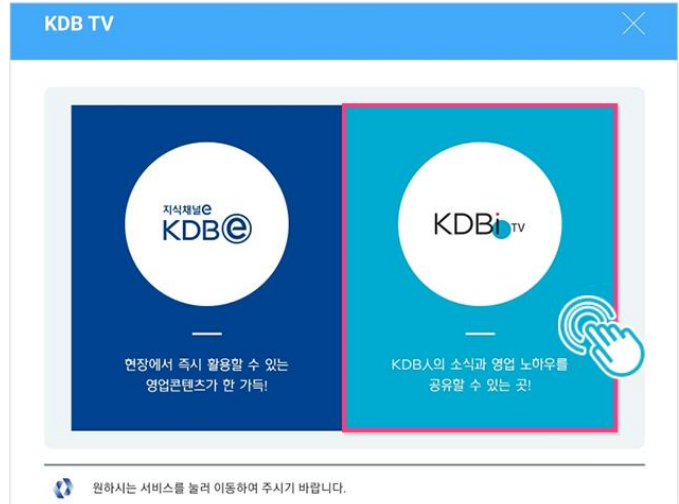 KDB TV
지식채널e
KDBe
현장에서 즉시 활용할 수 있는
영업콘텐츠가 한 가득!
KDBi TV
KDB人의 소식과 영업 노하우를
공유할 수 있는 곳!
원하시는 서비스를 눌러 이동하여 주시기 바랍니다.